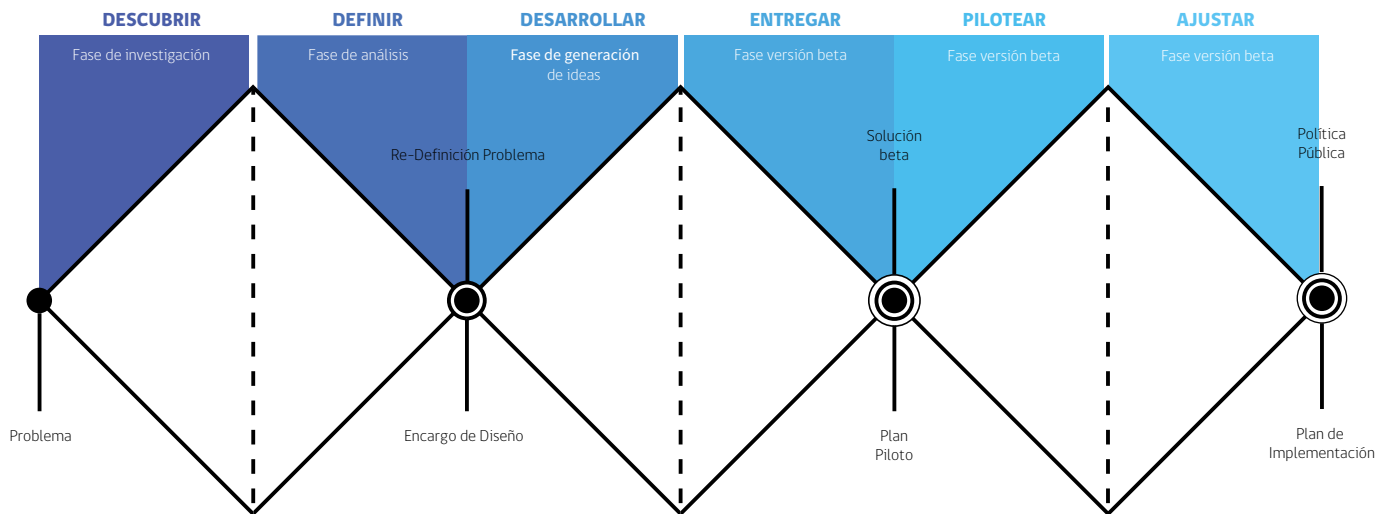 DESCUBRIR
DEFINIR
DESARROLLAR
ENTREGAR
PILOTEAR
AJUSTAR
Fase de investigación
Fase de análisis
Fase de generación
de ideas
Fase versión beta
Fase versión beta
Fase versión beta
Re-Definición Problema
Solución
beta
Política
Pública
Problema
Encargo de Diseño
Plan
Piloto
Plan de
Implementación